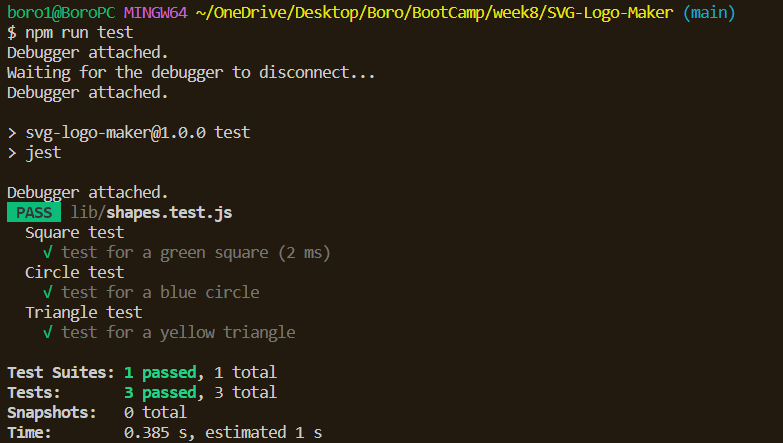 boro1@BoroPC MINGW64 ~/OneDrive/Desktop/Boro/BootCamp/week8/SVG-Logo-Maker (main)
$ npm run test
Debugger attached.
Waiting for the debugger to disconnect...
Debugger attached.
> svg-logo-maker@1.0.0 test
> jest
Debugger attached.
PASS lib/shapes.test.js
Square test
√ test for a green square (2 ms)
Circle test
√ test for a blue circle
Triangle test
√ test for a yellow triangle
Test Suites: 1 passed, 1 total
Tests: 3 passed, 3 total
Snapshots: 0 total
Time: 0.385 s, estimated 1 s